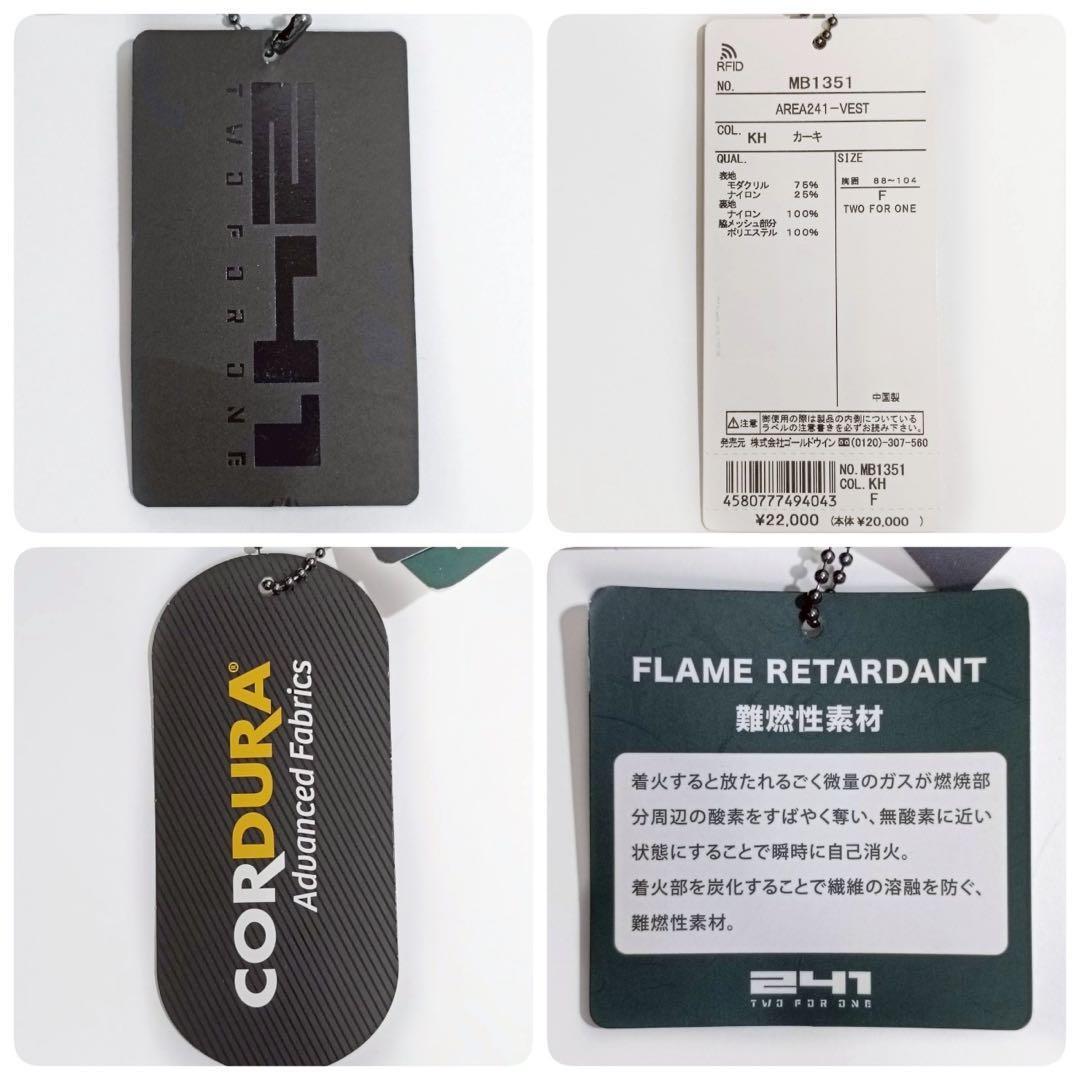 241
TWO FOR ONE
RFID
NO. MB1351
AREA241-VEST
COL. KH カーキ
QUAL.
表地
モダクリル 75%
ナイロン 25%
裏地
ナイロン 100%
脇メッシュ部分
ポリエステル 100%
SIZE
胸囲 88~104
F
TWO FOR ONE
中国製
注意 御使用の際は製品の内側についている
ラベルの注意書きを必ずお読み下さい。
発売元 株式会社ゴールドウイン (0120)-307-560
NO. MB1351
COL. KH
F
4580777494043
¥22,000 (本体 ¥20,000 )
CORDURA®
Advanced Fabrics
FLAME RETARDANT
難燃性素材
着火すると放たれるごく微量のガスが燃焼部
分周辺の酸素をすばやく奪い、無酸素に近い
状態にすることで瞬時に自己消火。
着火部を炭化することで繊維の溶融を防ぐ、
難燃性素材。
241
TWO FOR ONE